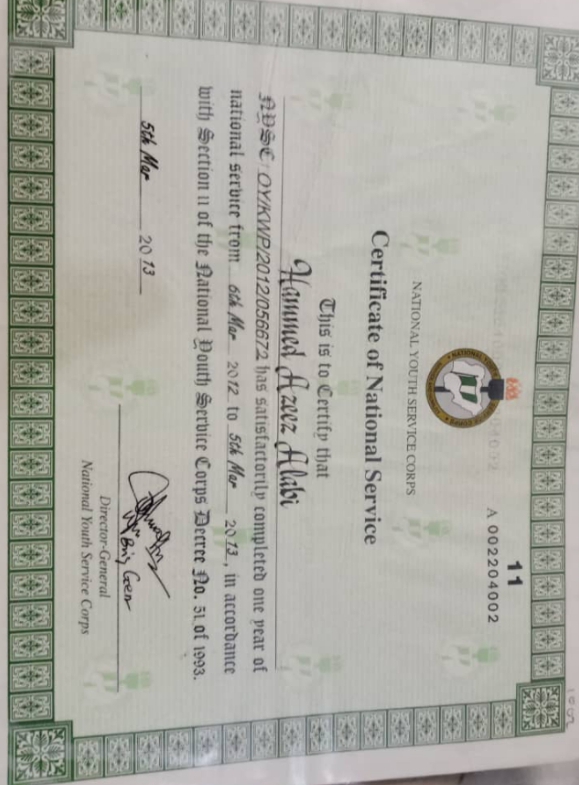 11
A 002204002
NATIONAL YOUTH SERVICE CORPS
Certificate of National Service
This is to Certify that
Hammed Azeez Alabi
NYSC: OY/KWP/2012/056672 has satisfactorily completed one year of
national service from 6th Mar 2012 to 5th Mar 2013, in accordance
with Section 11 of the National Youth Service Corps Decree No. 51 of 1993.
5th Mar 2013
Brig Gen
Director-General
National Youth Service Corps